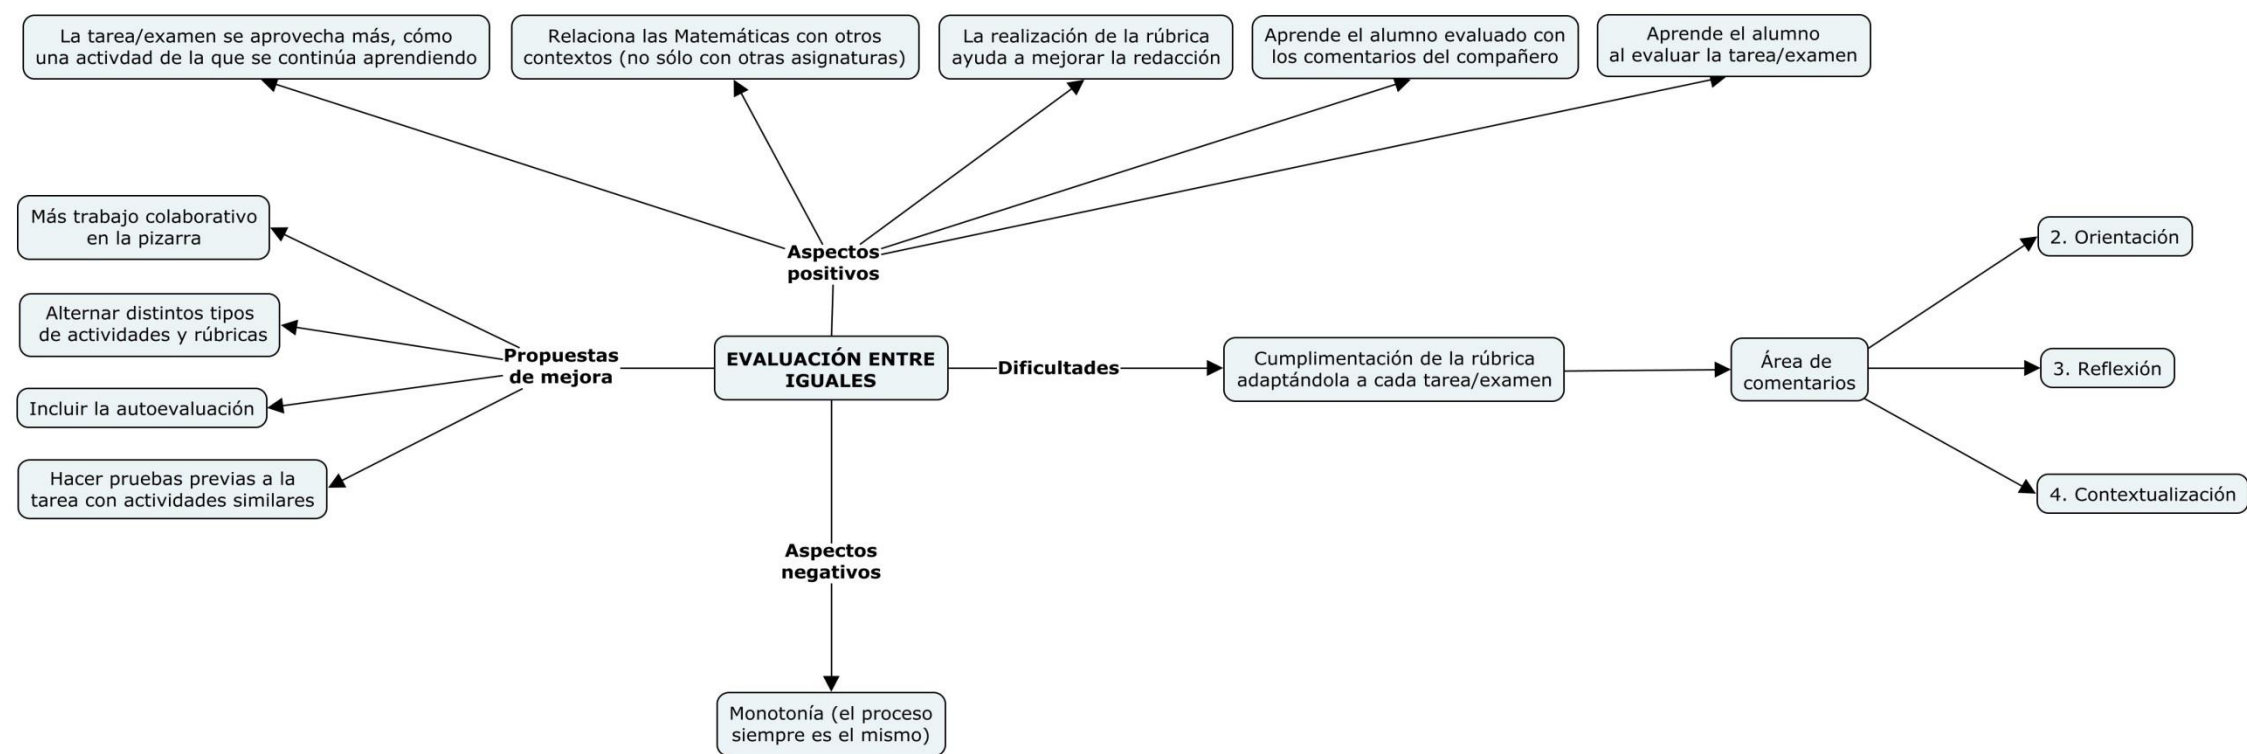 La tarea/examen se aprovecha más, cómo
una activdad de la que se continúa aprendiendo
Relaciona las Matemáticas con otros
contextos (no sólo con otras asignaturas)
La realización de la rúbrica
ayuda a mejorar la redacción
Aprende el alumno evaluado con
los comentarios del compañero
Aprende el alumno
al evaluar la tarea/examen
Aspectos
positivos
Más trabajo colaborativo
en la pizarra
Alternar distintos tipos
de actividades y rúbricas
Incluir la autoevaluación
Hacer pruebas previas a la
tarea con actividades similares
Propuestas
de mejora
EVALUACIÓN ENTRE
IGUALES
Dificultades
Cumplimentación de la rúbrica
adaptándola a cada tarea/examen
Área de
comentarios
2. Orientación
3. Reflexión
4. Contextualización
Aspectos
negativos
Monotonía (el proceso
siempre es el mismo)